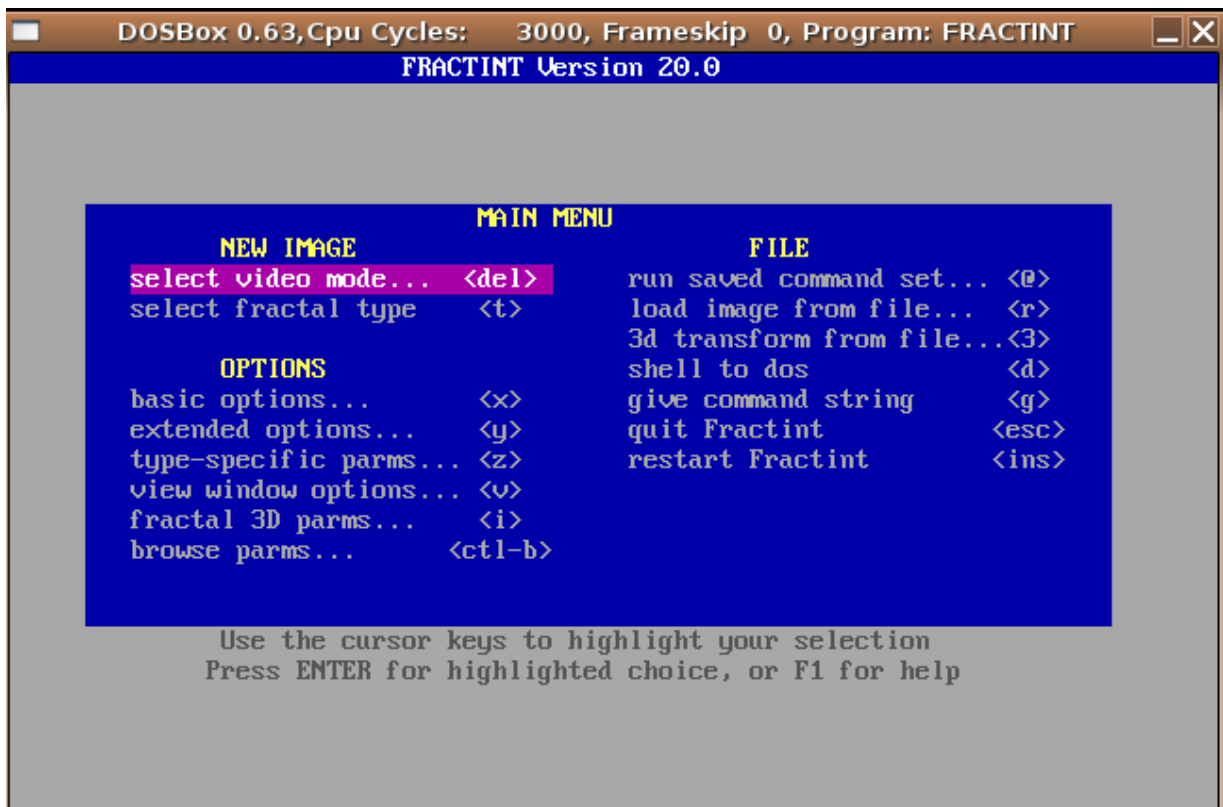 DOSBox 0.63,Cpu Cycles: 3000, Frameskip 0, Program: FRACTINT
FRACTINT Version 20.0
MAIN MENU
NEW IMAGE FILE
select video mode... <del> run saved command set... <@>
select fractal type <t> load image from file... <r>
3d transform from file...<3>
OPTIONS shell to dos <d>
basic options... <x> give command string <g>
extended options... <y> quit Fractint <esc>
type-specific parms... <z> restart Fractint <ins>
view window options... <v>
fractal 3D parms... <i>
browse parms... <ctl-b>
Use the cursor keys to highlight your selection
Press ENTER for highlighted choice, or F1 for help